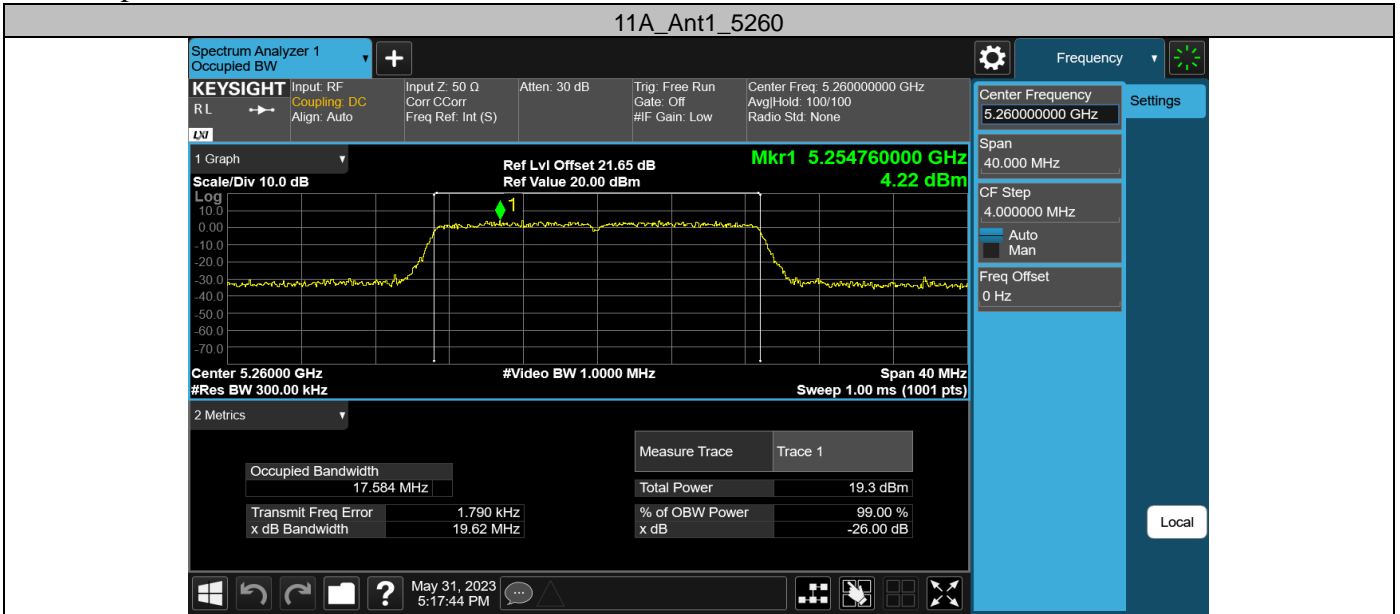 11A_Ant1_5260
Spectrum Analyzer 1
Occupied BW
+
Frequency
KEYSIGHT
R L
LXI
Input: RF
Coupling: DC
Align: Auto
Input Z: 50 Ω
Corr CCorr
Freq Ref: Int (S)
Atten: 30 dB
Trig: Free Run
Gate: Off
#IF Gain: Low
Center Freq: 5.260000000 GHz
Avg|Hold: 100/100
Radio Std: None
Center Frequency
5.260000000 GHz
Settings
Span
40.000 MHz
CF Step
4.000000 MHz
Auto
Man
Freq Offset
0 Hz
Local
1 Graph
Scale/Div 10.0 dB
Ref Lvl Offset 21.65 dB
Ref Value 20.00 dBm
Mkr1 5.254760000 GHz
4.22 dBm
Log
10.0
0.00
-10.0
-20.0
-30.0
-40.0
-50.0
-60.0
-70.0
1
Center 5.26000 GHz
#Res BW 300.00 kHz
#Video BW 1.0000 MHz
Span 40 MHz
Sweep 1.00 ms (1001 pts)
2 Metrics
Measure Trace Trace 1
Occupied Bandwidth
17.584 MHz
Total Power 19.3 dBm
Transmit Freq Error 1.790 kHz
% of OBW Power 99.00 %
x dB Bandwidth 19.62 MHz
x dB -26.00 dB
?
May 31, 2023
5:17:44 PM